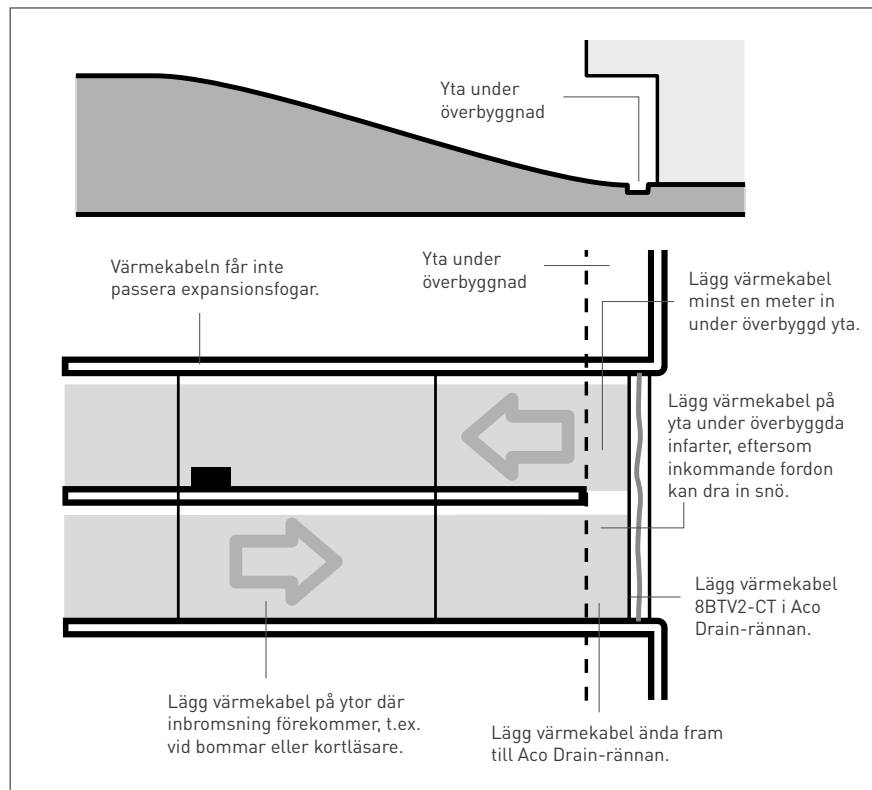 Yta under
överbyggnad
Värmekabeln får inte
passera expansionsfogar.
Yta under
överbyggnad
Lägg värmekabel
minst en meter in
under överbyggd yta.
Lägg värmekabel på
yta under överbyggda
infarter, eftersom
inkommande fordon
kan dra in snö.
Lägg värmekabel
8BTV2-CT i Aco
Drain-rännan.
Lägg värmekabel på ytor där
inbromsning förekommer, t.ex.
vid bommar eller kortläsare.
Lägg värmekabel ända fram
till Aco Drain-rännan.